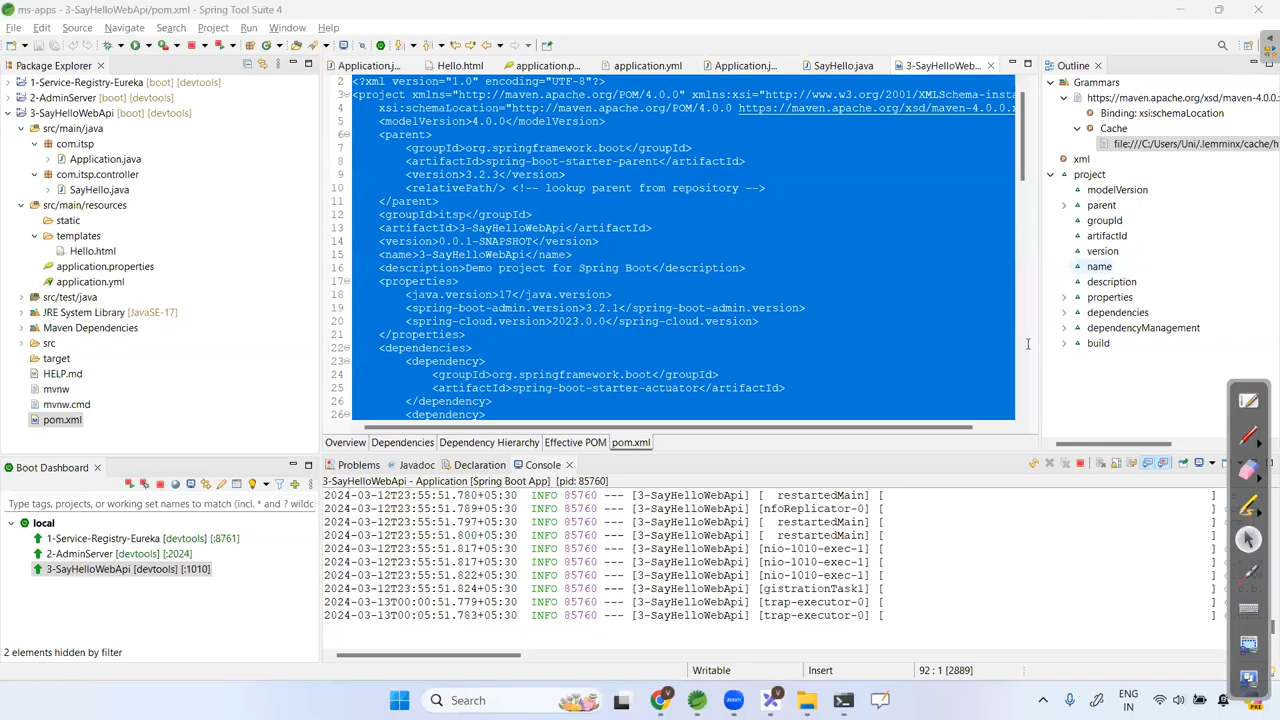 ms-apps - 3-SayHelloWebApi/pom.xml - Spring Tool Suite 4
File Edit Source Navigate Search Project Run Window Help
Package Explorer
1-Service-Registry-Eureka [boot] [devtools]
2-AdminServer [boot] [devtools]
3-SayHelloWebApi [boot] [devtools]
src/main/java
com.itsp
Application.java
com.itsp.controller
SayHello.java
src/main/resources
static
templates
Hello.html
application.properties
application.yml
src/test/java
JRE System Library [JavaSE-17]
Maven Dependencies
src
target
HELP.md
mvnw
mvnw.cmd
pom.xml
Application.j... Hello.html application.p... application.yml Application.j... SayHello.java 3-SayHelloWeb...
2 <?xml version="1.0" encoding="UTF-8"?>
3 <project xmlns="http://maven.apache.org/POM/4.0.0" xmlns:xsi="http://www.w3.org/2001/XMLSchema-insta
4 xsi:schemaLocation="http://maven.apache.org/POM/4.0.0 https://maven.apache.org/xsd/maven-4.0.0.x
5 <modelVersion>4.0.0</modelVersion>
6 <parent>
7 <groupId>org.springframework.boot</groupId>
8 <artifactId>spring-boot-starter-parent</artifactId>
9 <version>3.2.3</version>
10 <relativePath/> <!-- lookup parent from repository -->
11 </parent>
12 <groupId>itsp</groupId>
13 <artifactId>3-SayHelloWebApi</artifactId>
14 <version>0.0.1-SNAPSHOT</version>
15 <name>3-SayHelloWebApi</name>
16 <description>Demo project for Spring Boot</description>
17 <properties>
18 <java.version>17</java.version>
19 <spring-boot-admin.version>3.2.1</spring-boot-admin.version>
20 <spring-cloud.version>2023.0.0</spring-cloud.version>
21 </properties>
22 <dependencies>
23 <dependency>
24 <groupId>org.springframework.boot</groupId>
25 <artifactId>spring-boot-starter-actuator</artifactId>
26 </dependency>
26 <dependency>
Overview Dependencies Dependency Hierarchy Effective POM pom.xml
Outline
Grammars
https://maven.apache.org/xsd/maven-4.0.0.
Binding: xsi:schemaLocation
Cache
file:///C:/Users/Uni/.lemminx/cache/h
xml
project
modelVersion
parent
groupId
artifactId
version
name
description
properties
dependencies
dependencyManagement
build
Boot Dashboard
Type tags, projects, or working set names to match (incl. * and ? wildc
local
1-Service-Registry-Eureka [devtools] [:8761]
2-AdminServer [devtools] [:2024]
3-SayHelloWebApi [devtools] [:1010]
2 elements hidden by filter
Problems Javadoc Declaration Console
3-SayHelloWebApi - Application [Spring Boot App] [pid: 85760]
2024-03-12T23:55:51.780+05:30 INFO 85760 --- [3-SayHelloWebApi] [ restartedMain] [ ]
2024-03-12T23:55:51.789+05:30 INFO 85760 --- [3-SayHelloWebApi] [nfoReplicator-0] [ ]
2024-03-12T23:55:51.797+05:30 INFO 85760 --- [3-SayHelloWebApi] [ restartedMain] [ ]
2024-03-12T23:55:51.800+05:30 INFO 85760 --- [3-SayHelloWebApi] [ restartedMain] [ ]
2024-03-12T23:55:51.817+05:30 INFO 85760 --- [3-SayHelloWebApi] [nio-1010-exec-1] [ ]
2024-03-12T23:55:51.817+05:30 INFO 85760 --- [3-SayHelloWebApi] [nio-1010-exec-1] [ ]
2024-03-12T23:55:51.822+05:30 INFO 85760 --- [3-SayHelloWebApi] [nio-1010-exec-1] [ ]
2024-03-12T23:55:51.824+05:30 INFO 85760 --- [3-SayHelloWebApi] [gistrationTask1] [ ]
2024-03-13T00:00:51.779+05:30 INFO 85760 --- [3-SayHelloWebApi] [trap-executor-0] [ ]
2024-03-13T00:05:51.783+05:30 INFO 85760 --- [3-SayHelloWebApi] [trap-executor-0] [ ]
Writable Insert 92 : 1 [2889]
Search
ENG
IN